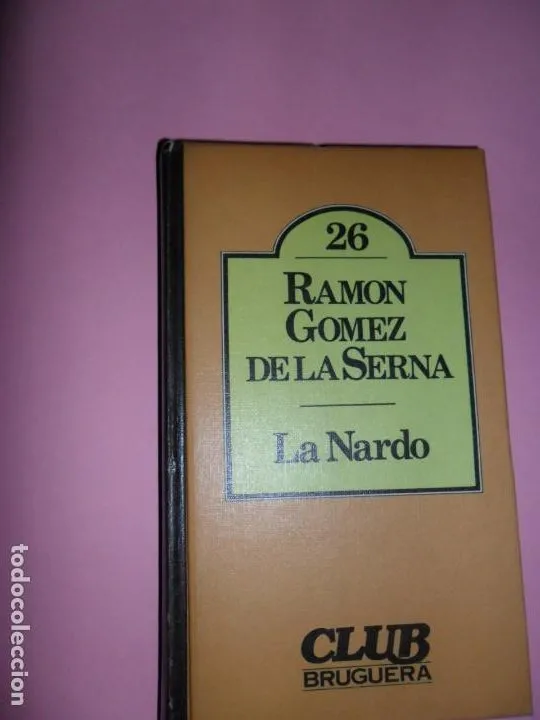 26
RAMON
GOMEZ
DE LA SERNA
La Nardo
CLUB
BRUGUERA
todocoleccion